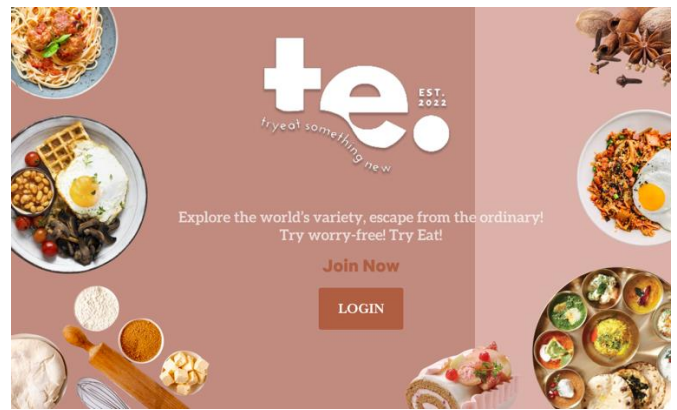 te.
EST.
2022
tryeat something new
Explore the world's variety, escape from the ordinary!
Try worry-free! Try Eat!
Join Now
LOGIN